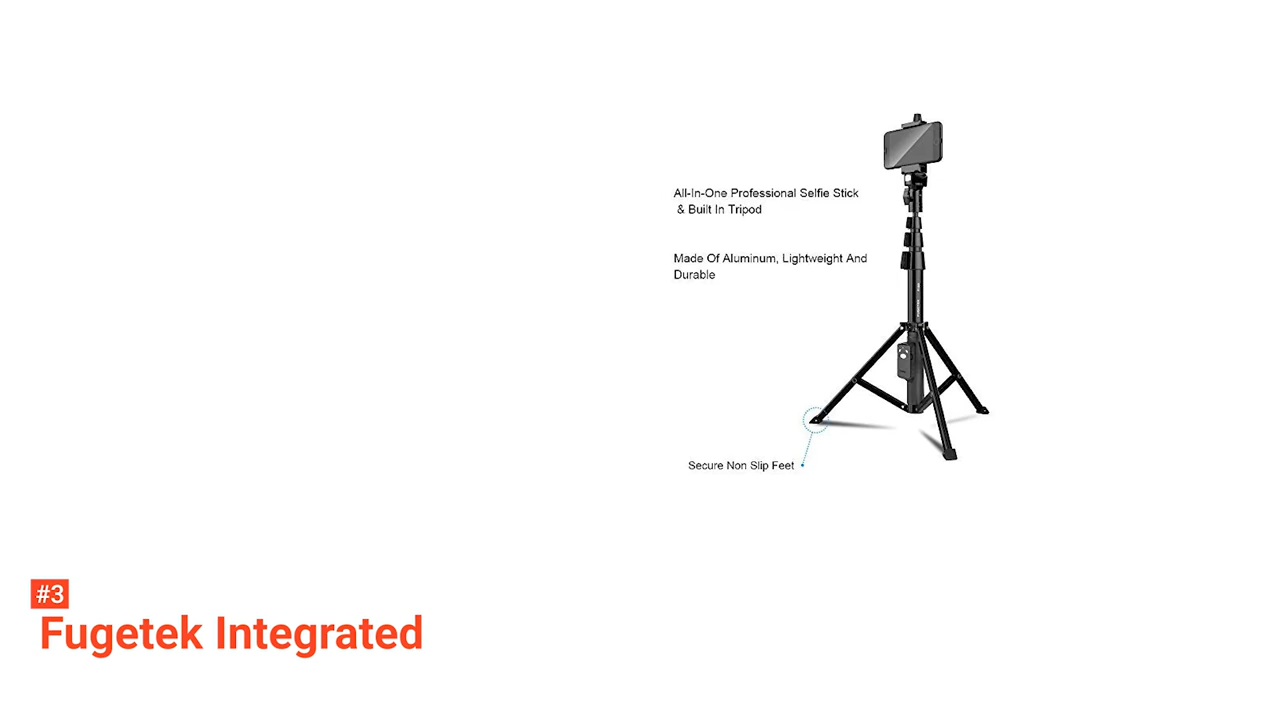 All-In-One Professional Selfie Stick
& Built In Tripod
Made Of Aluminum, Lightweight And
Durable
Secure Non Slip Feet
#3
Fugetek Integrated